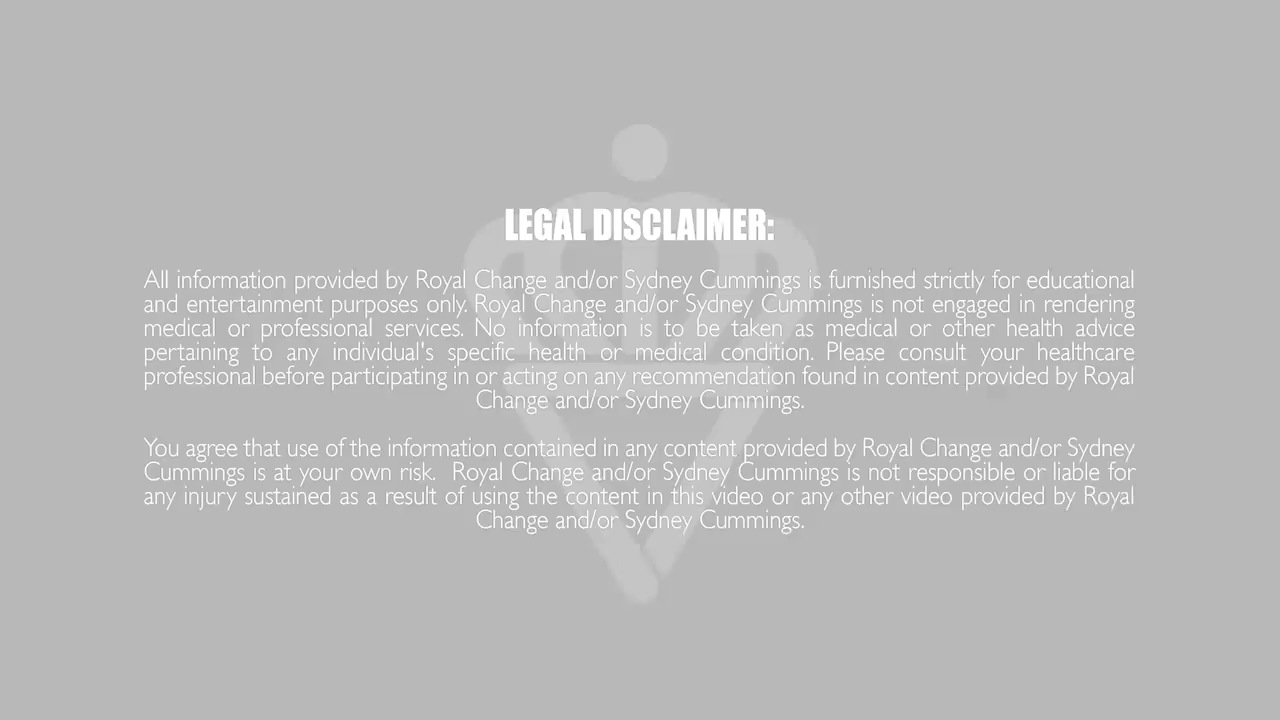 LEGAL DISCLAIMER:
All information provided by Royal Change and/or Sydney Cummings is furnished strictly for educational
and entertainment purposes only. Royal Change and/or Sydney Cummings is not engaged in rendering
medical or professional services. No information is to be taken as medical or other health advice
pertaining to any individual's specific health or medical condition. Please consult your healthcare
professional before participating in or acting on any recommendation found in content provided by Royal
Change and/or Sydney Cummings.
You agree that use of the information contained in any content provided by Royal Change and/or Sydney
Cummings is at your own risk.  Royal Change and/or Sydney Cummings is not responsible or liable for
any injury sustained as a result of using the content in this video or any other video provided by Royal
Change and/or Sydney Cummings.